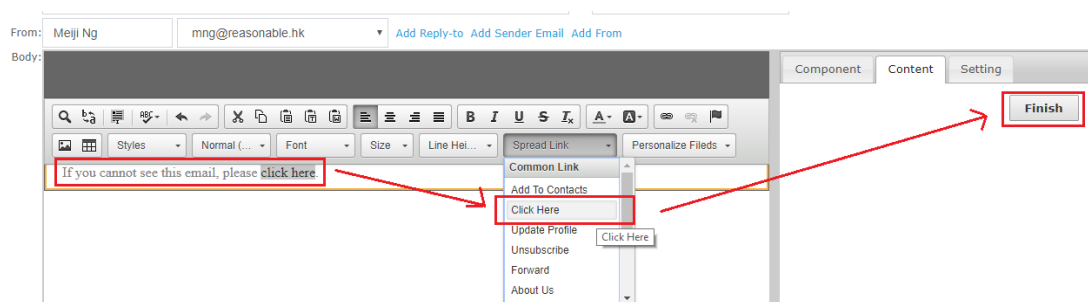 From: Meiji Ng mng@reasonable.hk Add Reply-to Add Sender Email Add From
Body:
Component Content Setting
Finish
B I U S Ix A A
Styles Normal (... Font Size Line Hei... Spread Link Personalize Fileds
If you cannot see this email, please click here.
Common Link
Add To Contacts
Click Here
Update Profile
Click Here
Unsubscribe
Forward
About Us